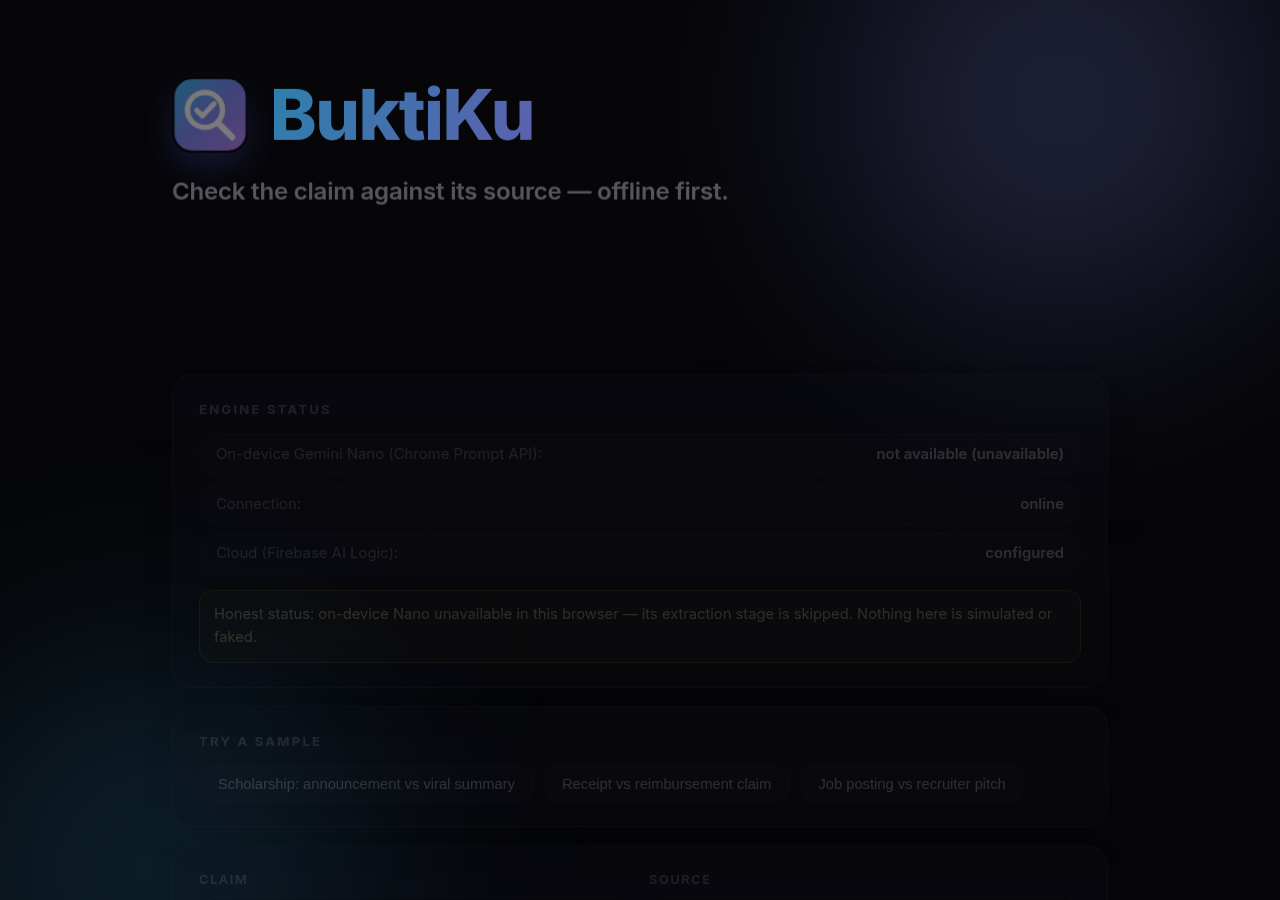 BuktiKu
Check the claim against its source — offline first.
ENGINE STATUS
On-device Gemini Nano (Chrome Prompt API): not available (unavailable)
Connection: online
Cloud (Firebase AI Logic): configured
Honest status: on-device Nano unavailable in this browser — its extraction stage is skipped. Nothing here is simulated or
faked.
TRY A SAMPLE
Scholarship: announcement vs viral summary Receipt vs reimbursement claim Job posting vs recruiter pitch
CLAIM SOURCE